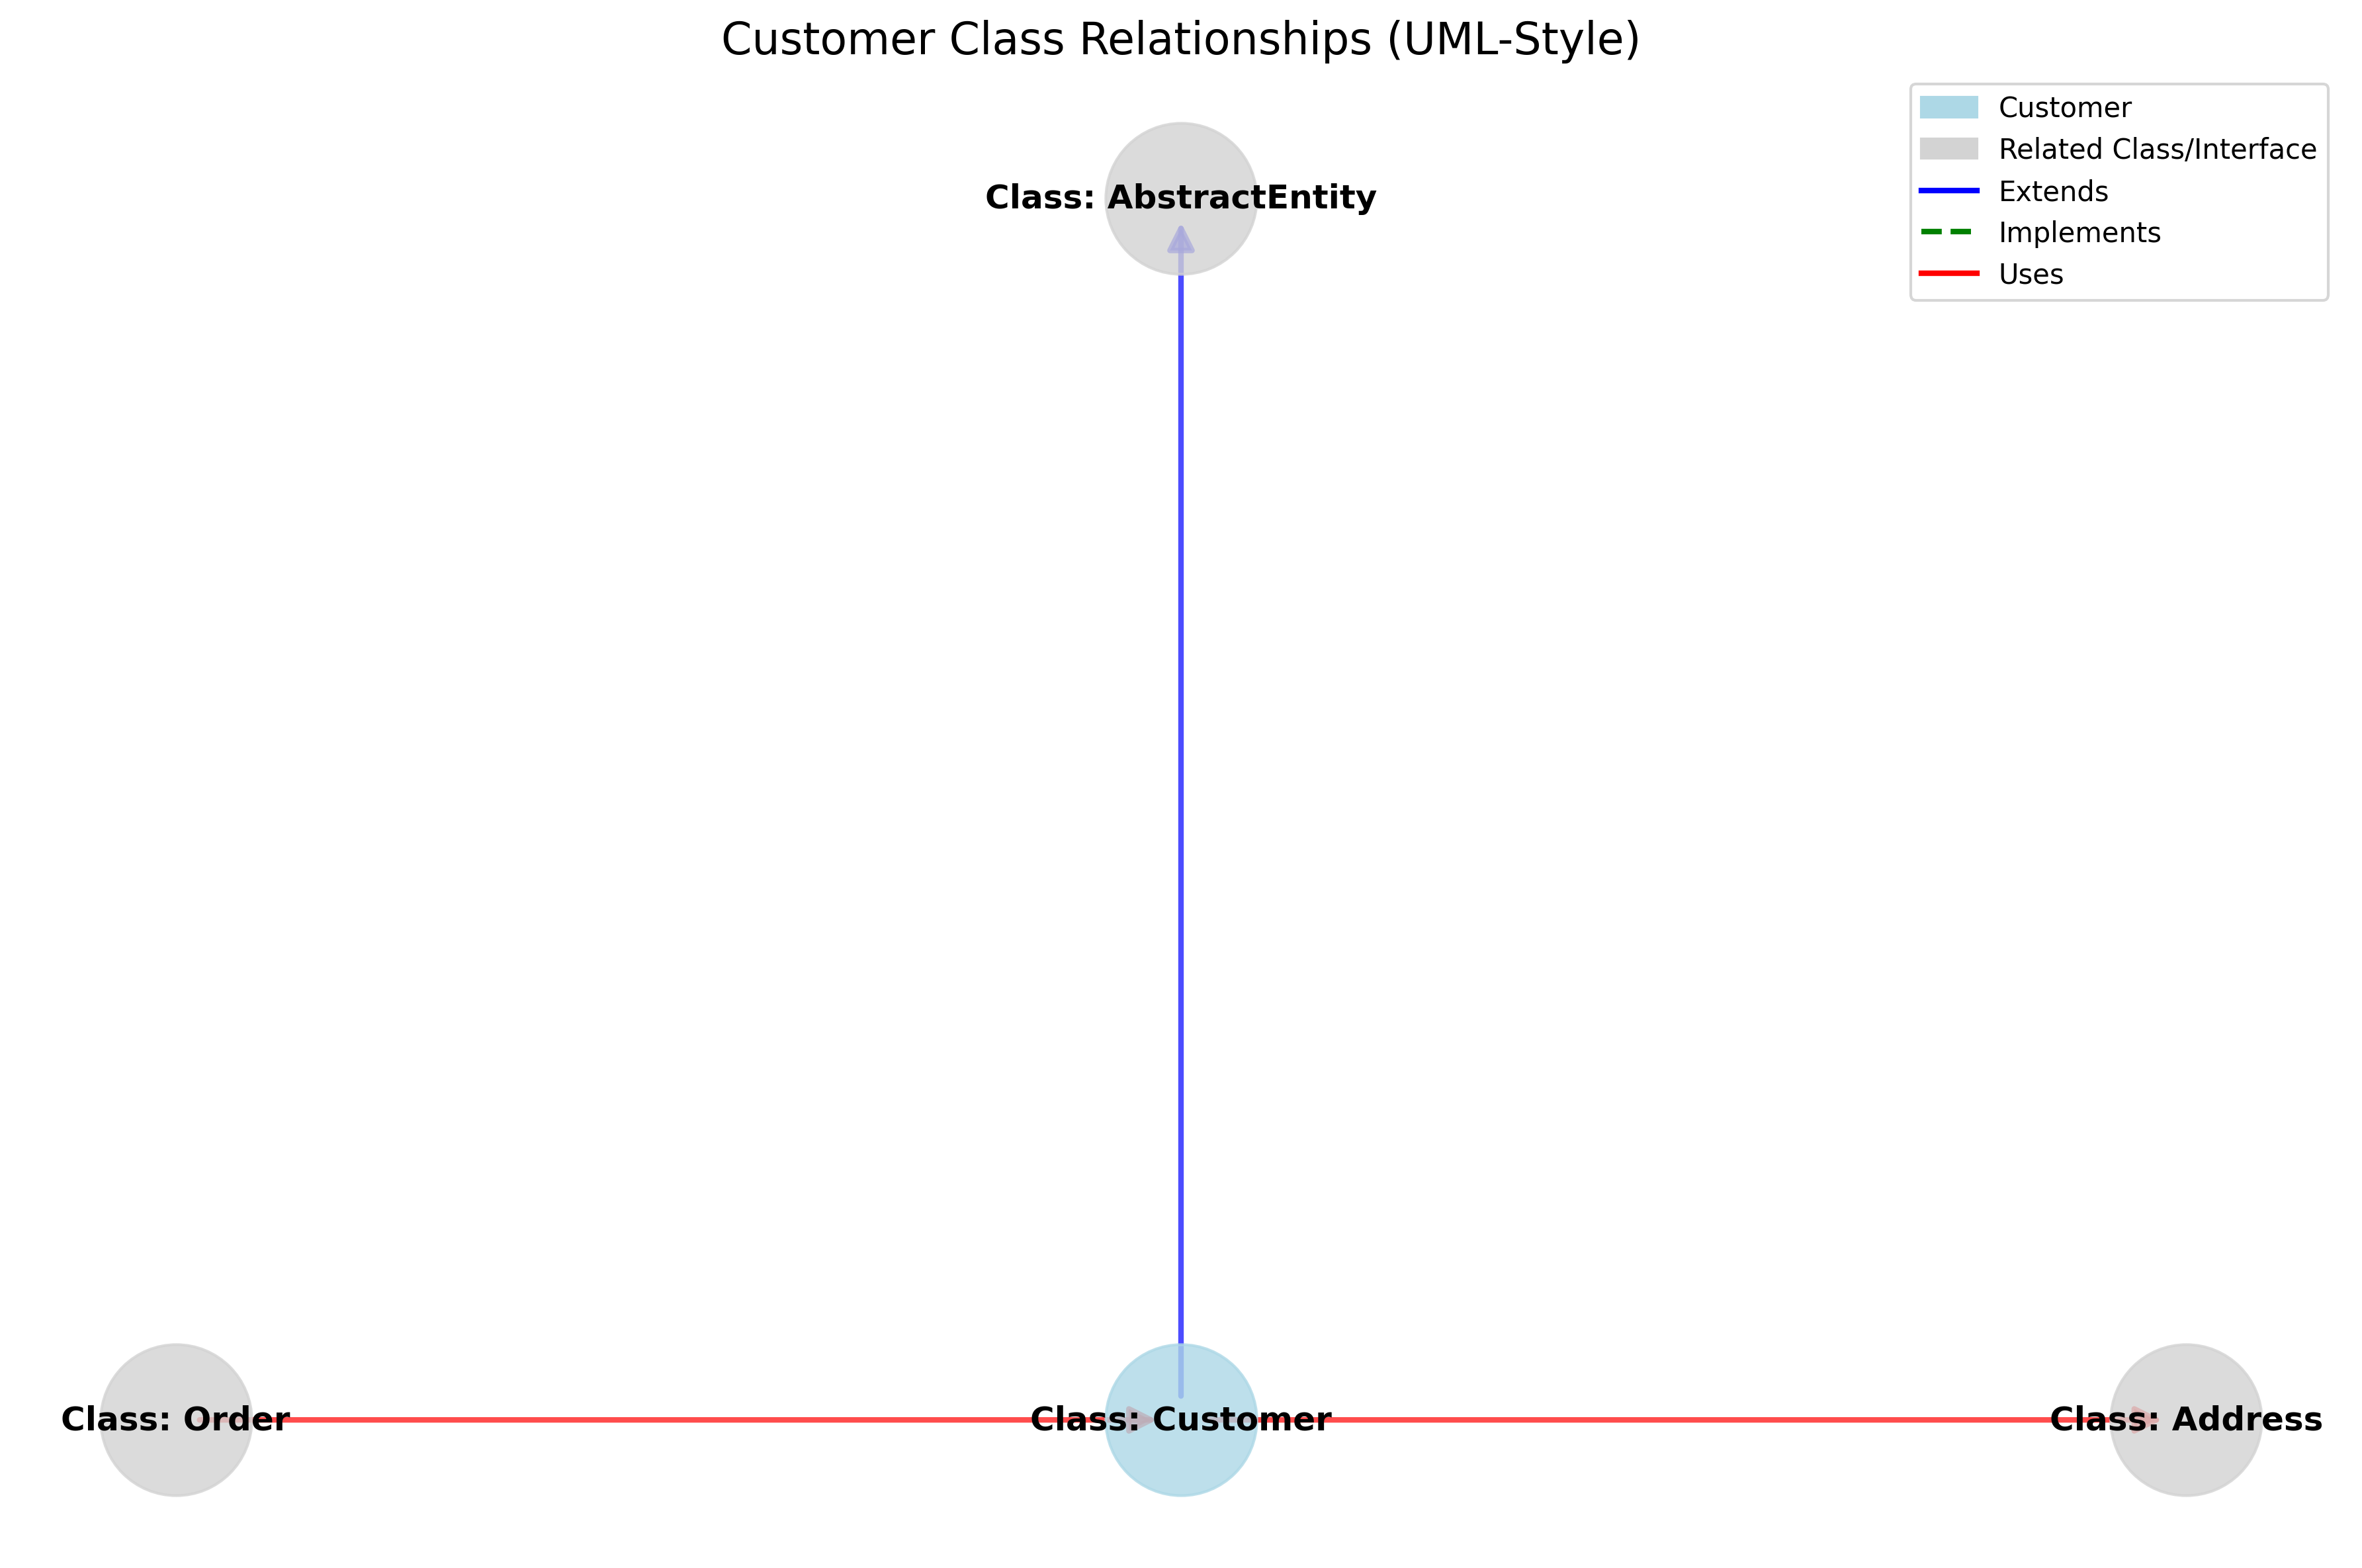 Customer Class Relationships (UML-Style)
Customer
Related Class/Interface
Extends
Implements
Uses
Class: AbstractEntity
Class: Order
Class: Customer
Class: Address